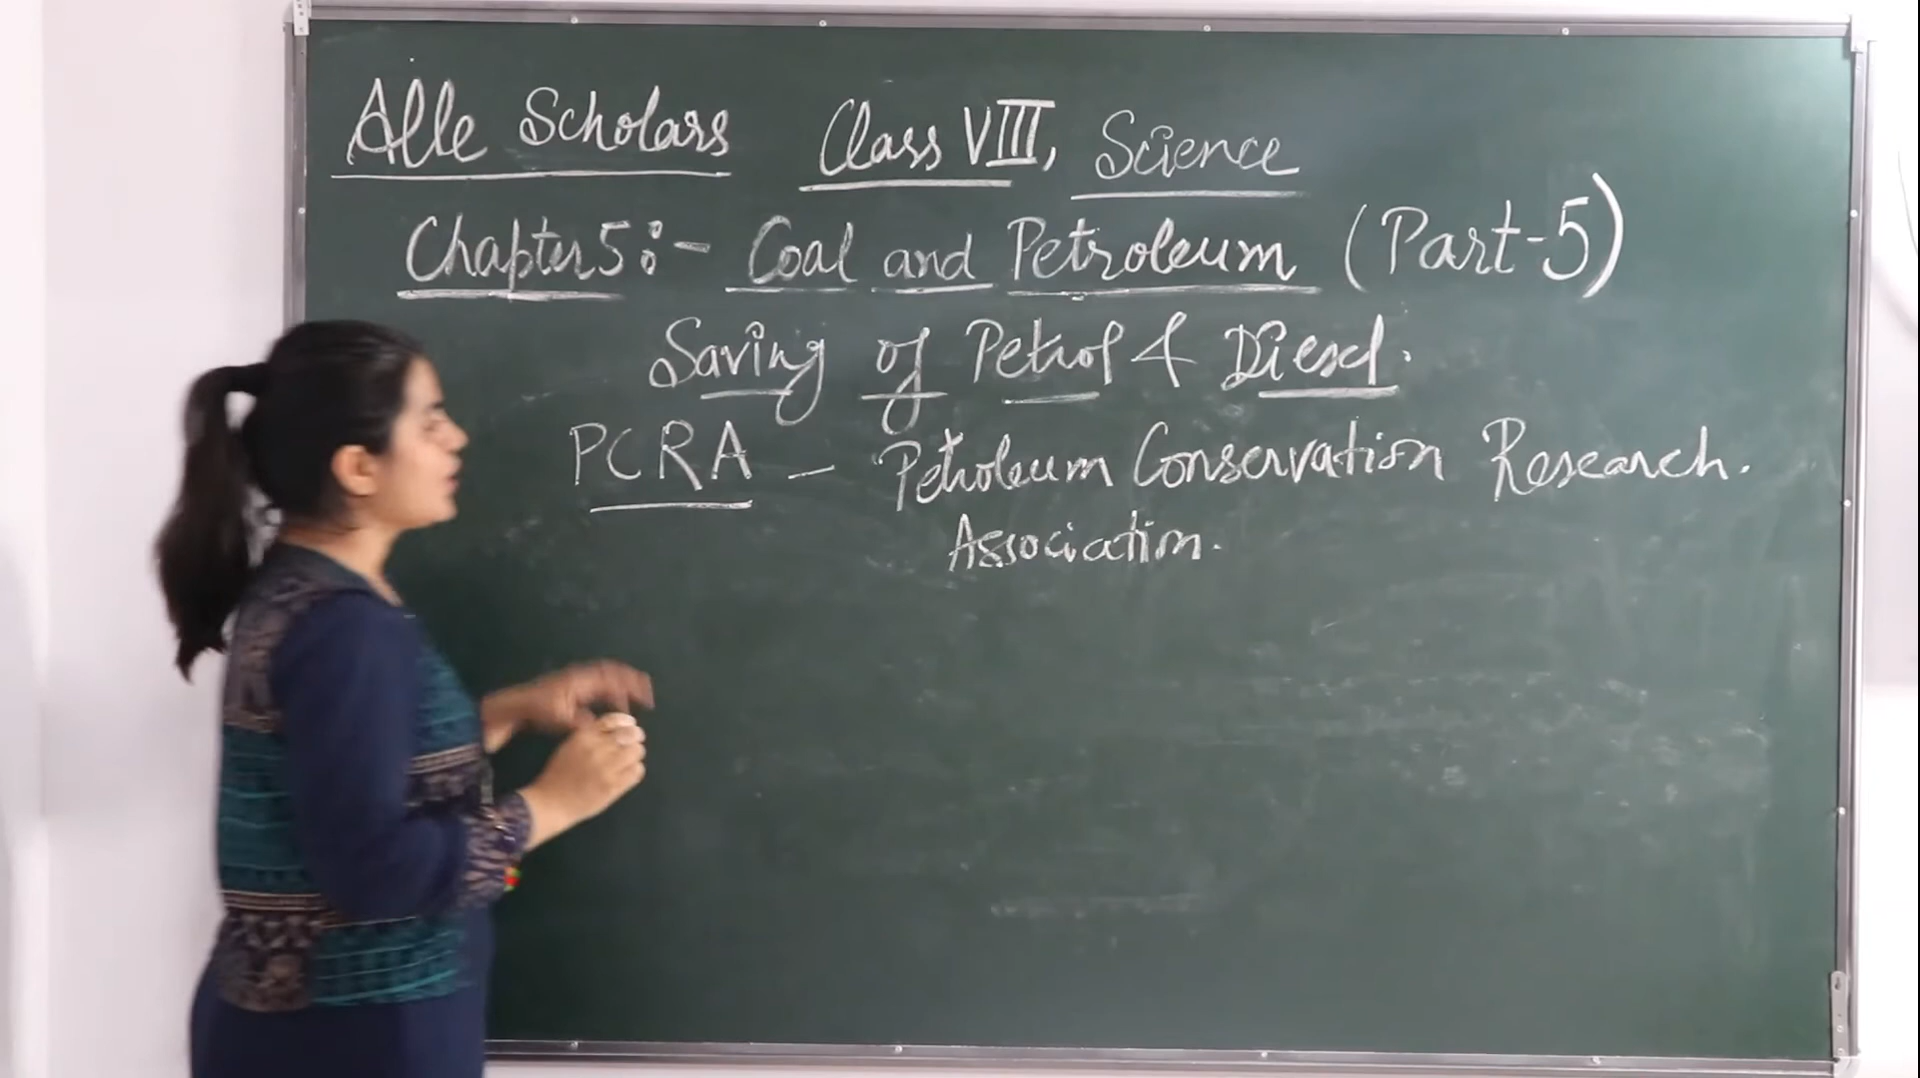 Alle Scholars Class VIII, Science
Chapter 5:- Coal and Petroleum (Part-5)
Saving of Petrol & Diesel.
PCRA - Petroleum Conservation Research.
Association.